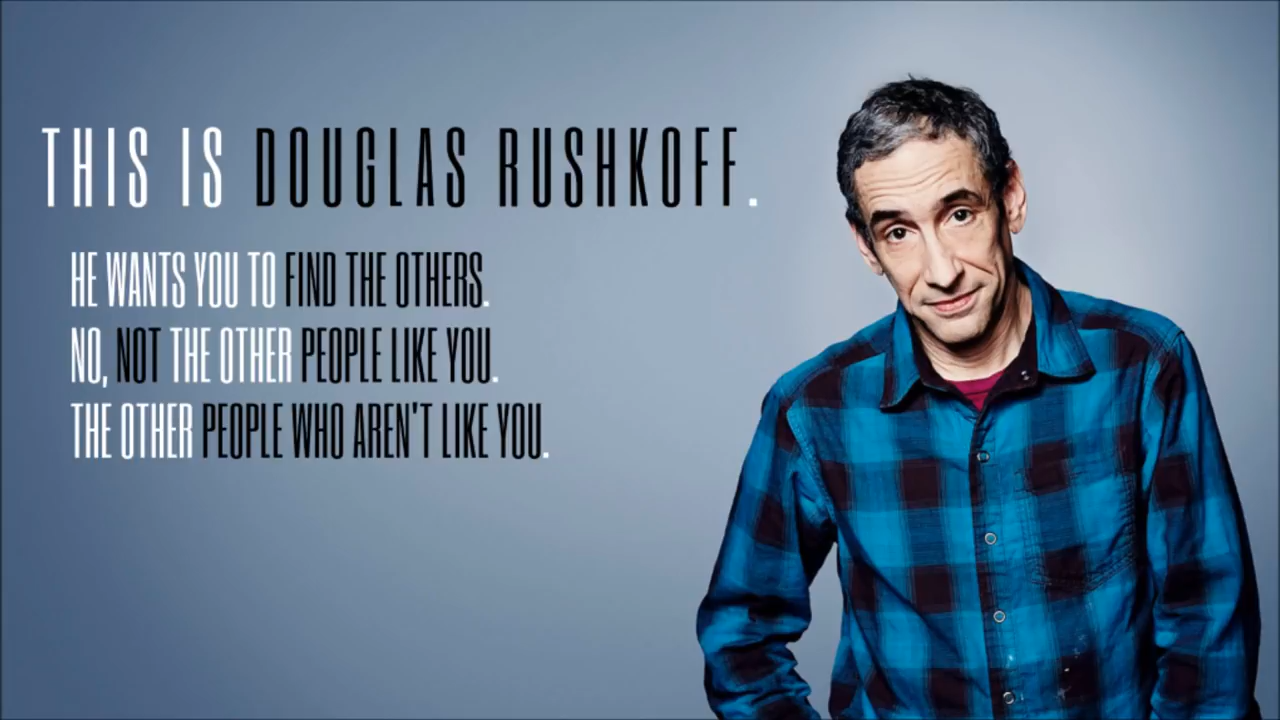 THIS IS DOUGLAS RUSHKOFF.
HE WANTS YOU TO FIND THE OTHERS.
NO, NOT THE OTHER PEOPLE LIKE YOU.
THE OTHER PEOPLE WHO AREN'T LIKE YOU.